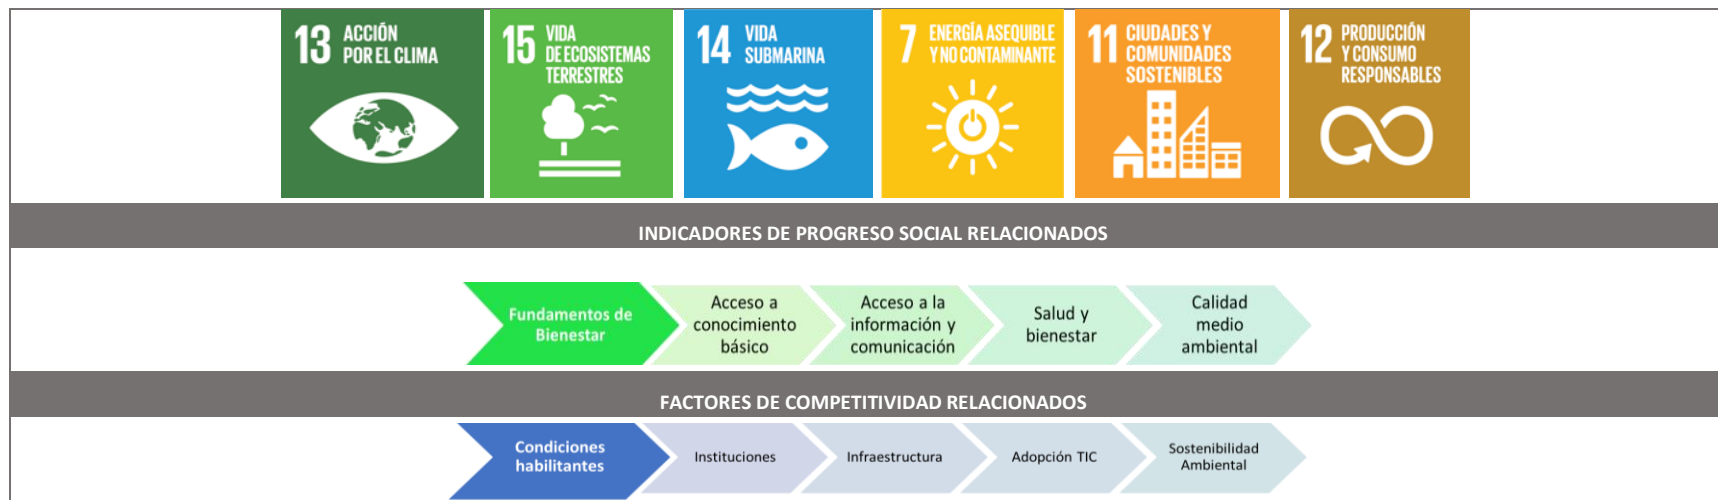 13 ACCIÓN
POR EL CLIMA
15 VIDA
DE ECOSISTEMAS
TERRESTRES
14 VIDA
SUBMARINA
7 ENERGÍA ASEQUIBLE
Y NO CONTAMINANTE
11 CIUDADES Y
COMUNIDADES
SOSTENIBLES
12 PRODUCCIÓN
Y CONSUMO
RESPONSABLES
INDICADORES DE PROGRESO SOCIAL RELACIONADOS
Fundamentos de
Bienestar
Acceso a
conocimiento
básico
Acceso a la
información y
comunicación
Salud y
bienestar
Calidad
medio
ambiental
FACTORES DE COMPETITIVIDAD RELACIONADOS
Condiciones
habilitantes
Instituciones
Infraestructura
Adopción TIC
Sostenibilidad
Ambiental